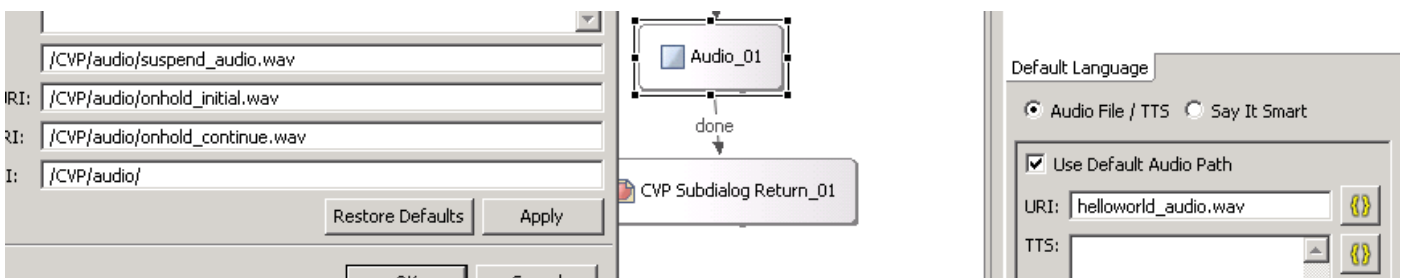 /CVP/audio/suspend_audio.wav
URI: /CVP/audio/onhold_initial.wav
RI: /CVP/audio/onhold_continue.wav
I: /CVP/audio/
Restore Defaults Apply
Audio_01
done
CVP Subdialog Return_01
Default Language
Audio File / TTS Say It Smart
Use Default Audio Path
URI: helloworld_audio.wav {}
TTS: {}